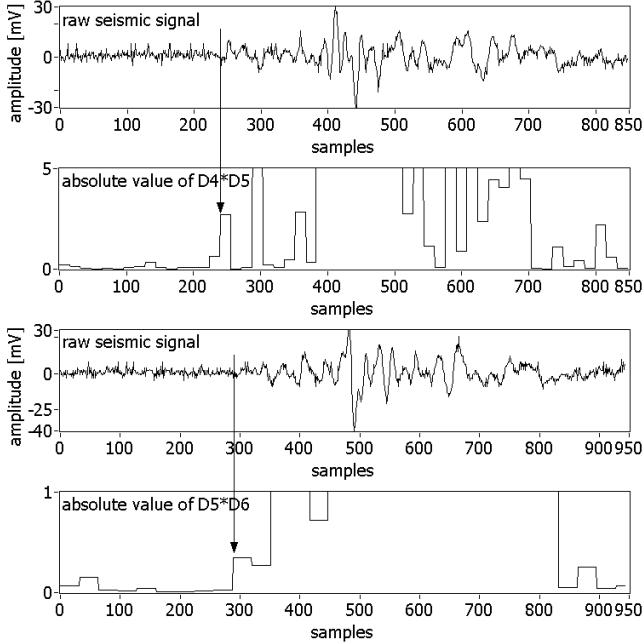 30
raw seismic signal
amplitude [mV]
0
-30
0 100 200 300 400 500 600 700 800 850
samples
5
absolute value of D4*D5
0
0 100 200 300 400 500 600 700 800 850
samples
30
raw seismic signal
amplitude [mV]
0
-25
-40
0 100 200 300 400 500 600 700 800 900 950
samples
1
absolute value of D5*D6
0
0 100 200 300 400 500 600 700 800 900 950
samples